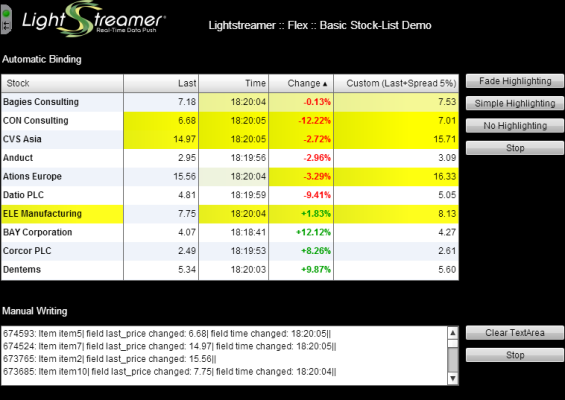 LightStreamer®
Real-Time Data Push
Lightstreamer :: Flex :: Basic Stock-List Demo
Automatic Binding
Stock Last Time Change▲ Custom (Last+Spread 5%)
Bagies Consulting 7.18 18:20:04 -0.13% 7.53
CON Consulting 6.68 18:20:05 -12.22% 7.01
CVS Asia 14.97 18:20:05 -2.72% 15.71
Anduct 2.95 18:19:56 -2.96% 3.09
Ations Europe 15.56 18:20:04 -3.29% 16.33
Datio PLC 4.81 18:19:59 -9.41% 5.05
ELE Manufacturing 7.75 18:20:04 +1.83% 8.13
BAY Corporation 4.07 18:18:41 +12.12% 4.27
Corcor PLC 2.49 18:19:53 +8.26% 2.61
Dentems 5.34 18:20:03 +9.87% 5.60
Fade Highlighting
Simple Highlighting
No Highlighting
Stop
Manual Writing
674593: Item item5| field last_price changed: 6.68| field time changed: 18:20:05||
674524: Item item7| field last_price changed: 14.97| field time changed: 18:20:05||
673765: Item item2| field last_price changed: 15.56||
673685: Item item10| field last_price changed: 7.75| field time changed: 18:20:04||
Clear TextArea
Stop